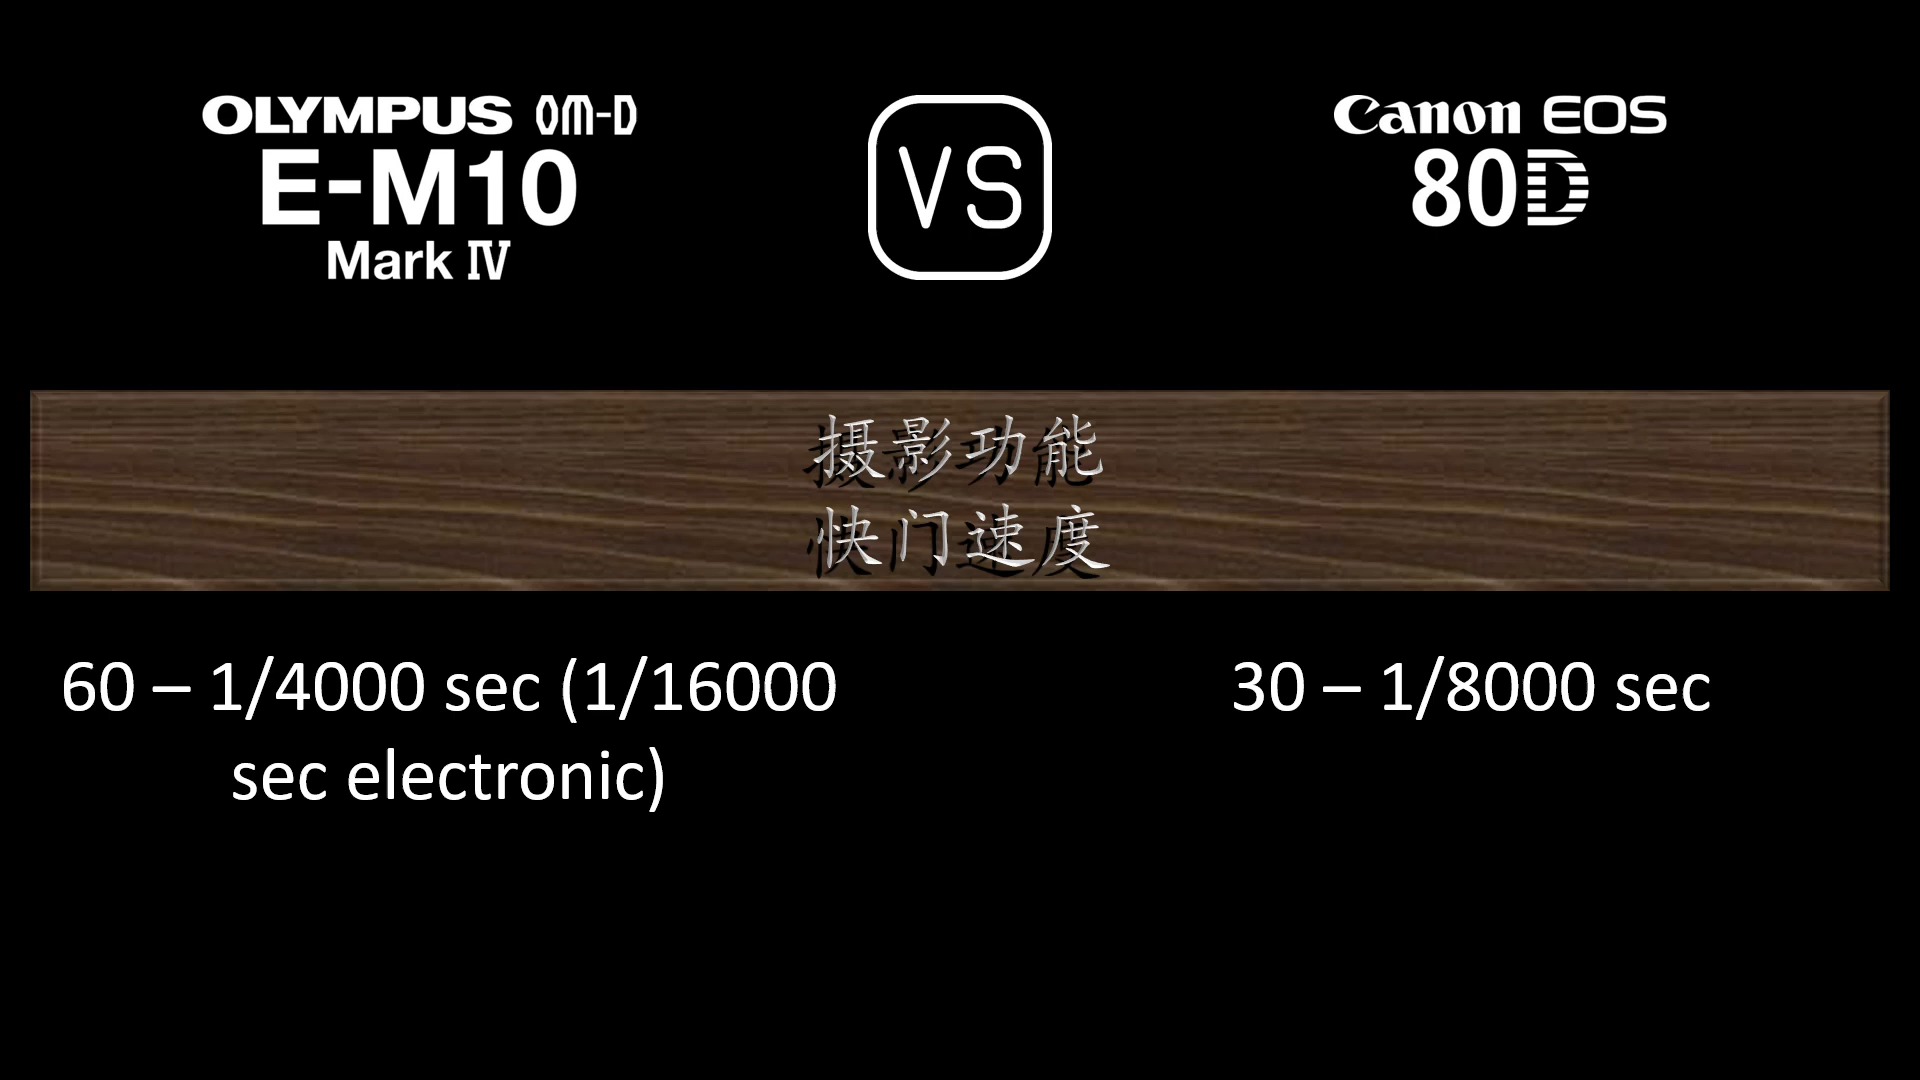 OLYMPUS OM-D
E-M10
Mark IV
VS
Canon EOS
80D
摄影功能
快门速度
60 – 1/4000 sec (1/16000
sec electronic)
30 – 1/8000 sec